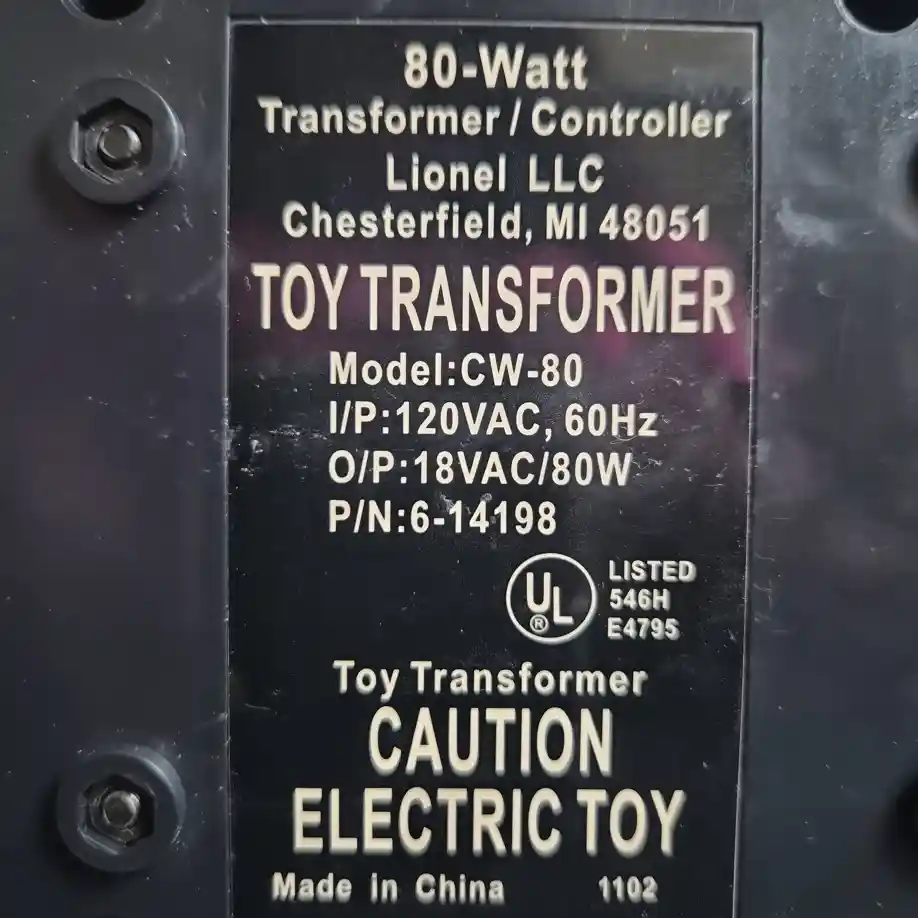 80-Watt
Transformer / Controller
Lionel LLC
Chesterfield, MI 48051
TOY TRANSFORMER
Model:CW-80
I/P:120VAC, 60Hz
O/P:18VAC/80W
P/N:6-14198
UL ® LISTED
546H
E4795
Toy Transformer
CAUTION
ELECTRIC TOY
Made in China 1102